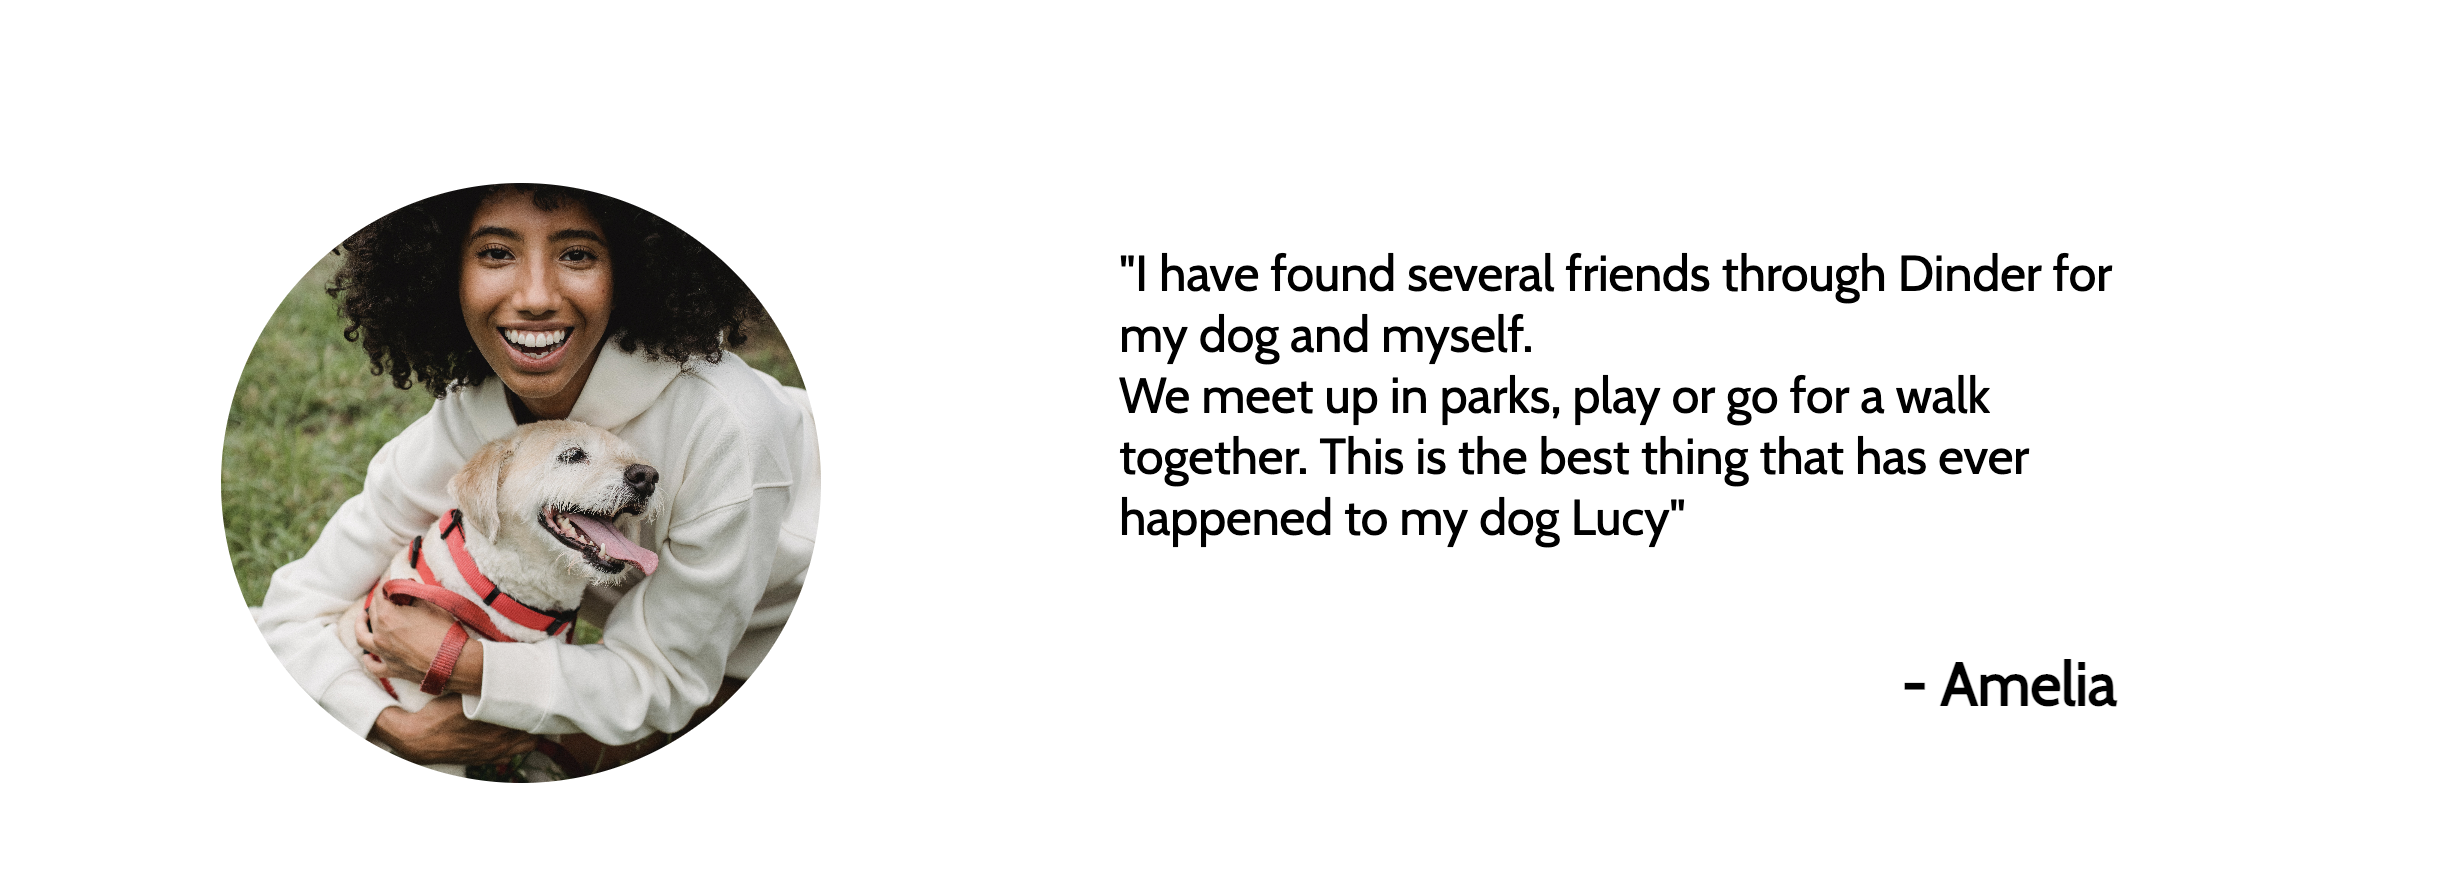 "I have found several friends through Dinder for
my dog and myself.
We meet up in parks, play or go for a walk
together. This is the best thing that has ever
happened to my dog Lucy"
- Amelia